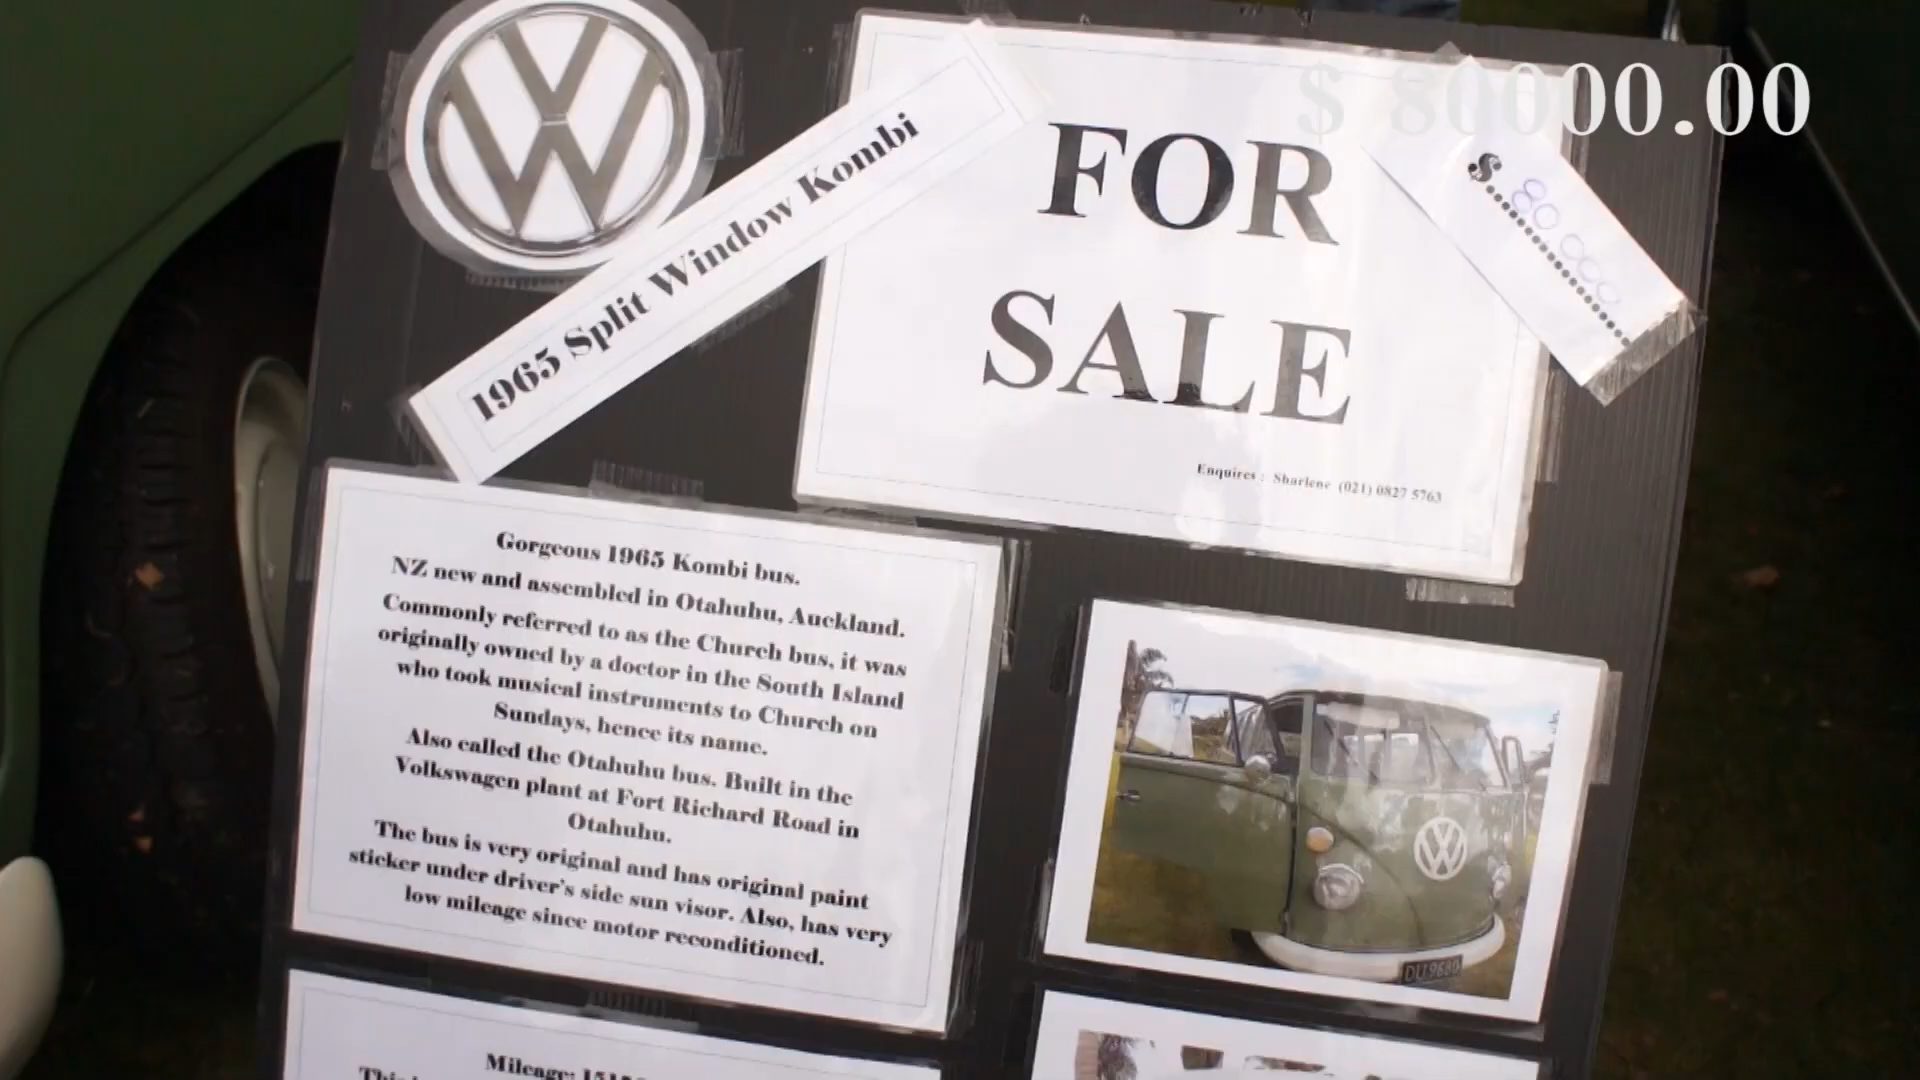 $ 80000.00
1965 Split Window Kombi
FOR
SALE
$ 80000
Enquires : Sharlene (021) 0827 5763
Gorgeous 1965 Kombi bus.
NZ new and assembled in Otahuhu, Auckland.
Commonly referred to as the Church bus, it was
originally owned by a doctor in the South Island
who took musical instruments to Church on
Sundays, hence its name.
Also called the Otahuhu bus. Built in the
Volkswagen plant at Fort Richard Road in
Otahuhu.
The bus is very original and has original paint
sticker under driver's side sun visor. Also, has very
low mileage since motor reconditioned.
DU9680
Mileage: